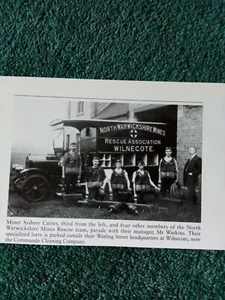 NORTH WARWICKSHIRE MINES
RESCUE ASSOCIATION
WILNECOTE
Miner Sydney Carter, third from the left, and four other members of the North
Warwickshire Mines Rescue team, parade with their manager, Mr Watkins. Their
specialized lorry is parked outside their Watling Street headquarters at Wilnecote, now
the Commando Cleaning Company.